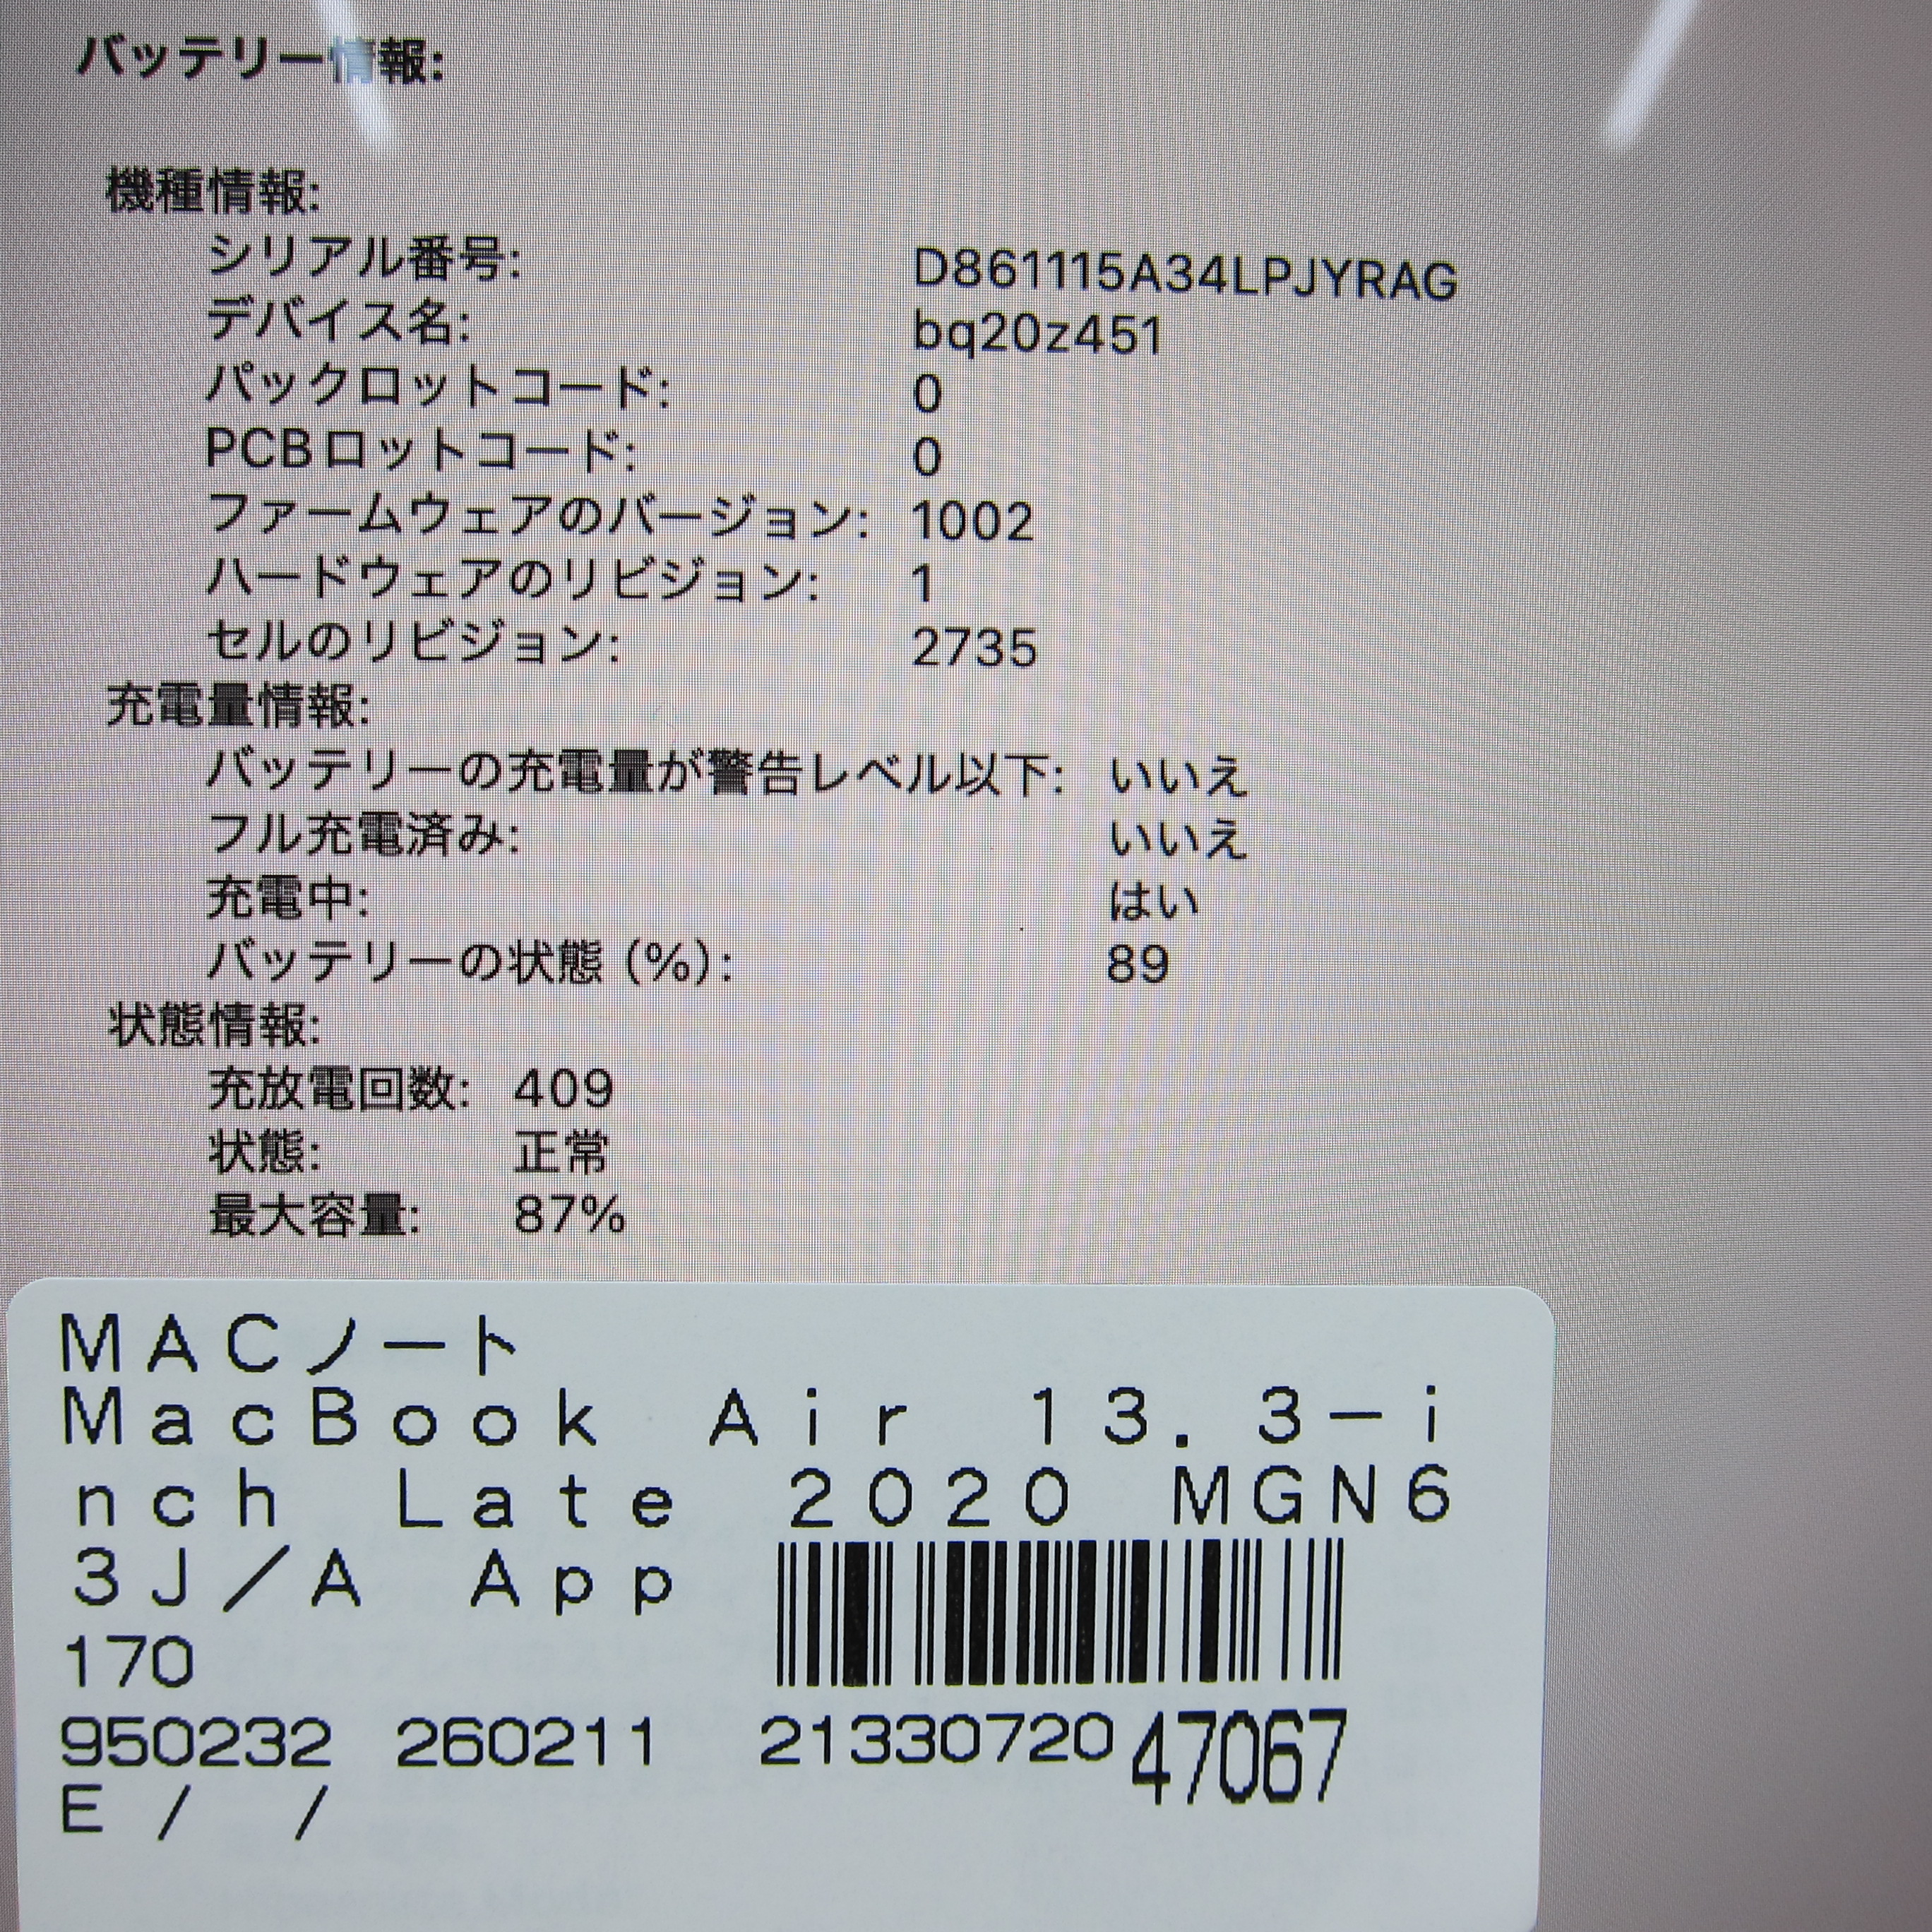 バッテリー情報:
機種情報:
シリアル番号: D861115A34LPJYRAG
デバイス名: bq20z451
パックロットコード: 0
PCBロットコード: 0
ファームウェアのバージョン: 1002
ハードウェアのリビジョン: 1
セルのリビジョン: 2735
充電量情報:
バッテリーの充電量が警告レベル以下: いいえ
フル充電済み: いいえ
充電中: はい
バッテリーの状態 (%): 89
状態情報:
充放電回数: 409
状態: 正常
最大容量: 87%
MACノート
MacBook Air 13.3-i
nch Late 2020 MGN6
3J/A App
170
950232 260211 2133072047067
E / /